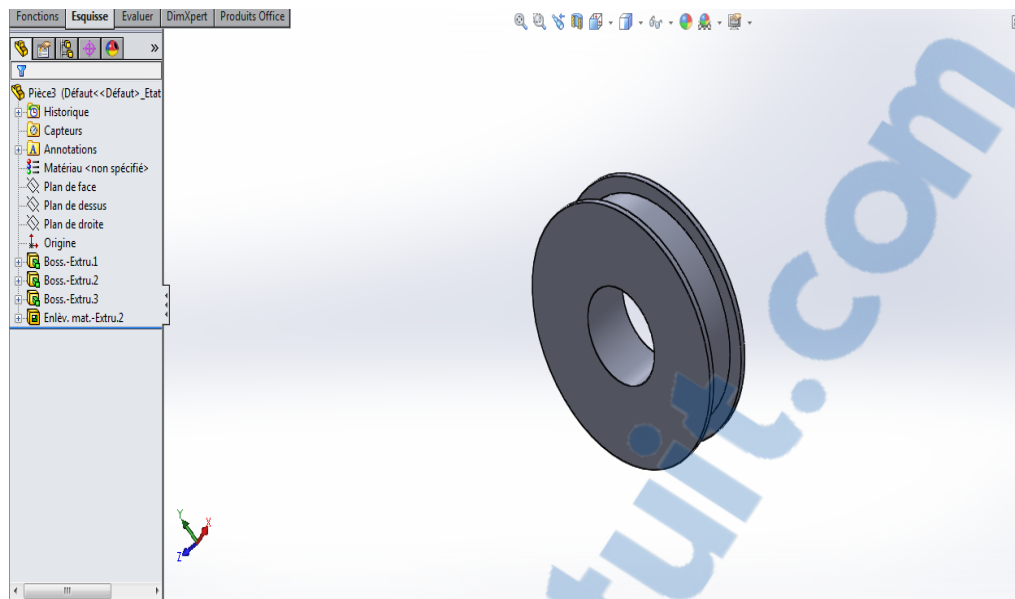 Fonctions Esquisse Evaluer DimXpert Produits Office
»
Pièce3 (Défaut<<Défaut>_Etat
Historique
Capteurs
A Annotations
Matériau <non spécifié>
Plan de face
Plan de dessus
Plan de droite
Origine
Boss.-Extru.1
Boss.-Extru.2
Boss.-Extru.3
Enlèv. mat.-Extru.2
Y
X
Z
tuit.com